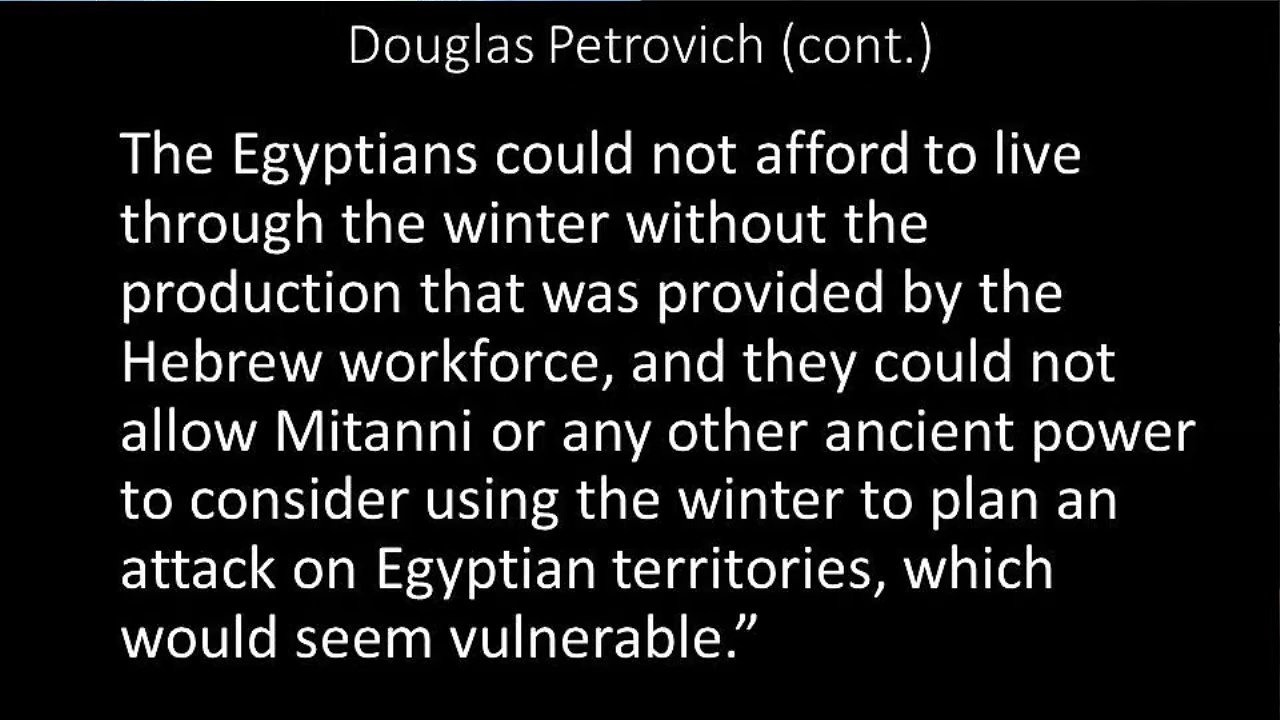 Douglas Petrovich (cont.)
The Egyptians could not afford to live
through the winter without the
production that was provided by the
Hebrew workforce, and they could not
allow Mitanni or any other ancient power
to consider using the winter to plan an
attack on Egyptian territories, which
would seem vulnerable.”